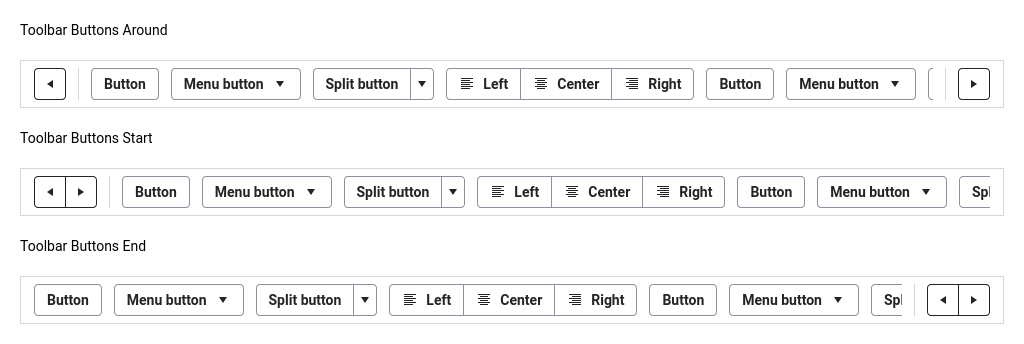 Toolbar Buttons Around
Button Menu button Split button Left Center Right Button Menu button
Toolbar Buttons Start
Button Menu button Split button Left Center Right Button Menu button Spl
Toolbar Buttons End
Button Menu button Split button Left Center Right Button Menu button Spl